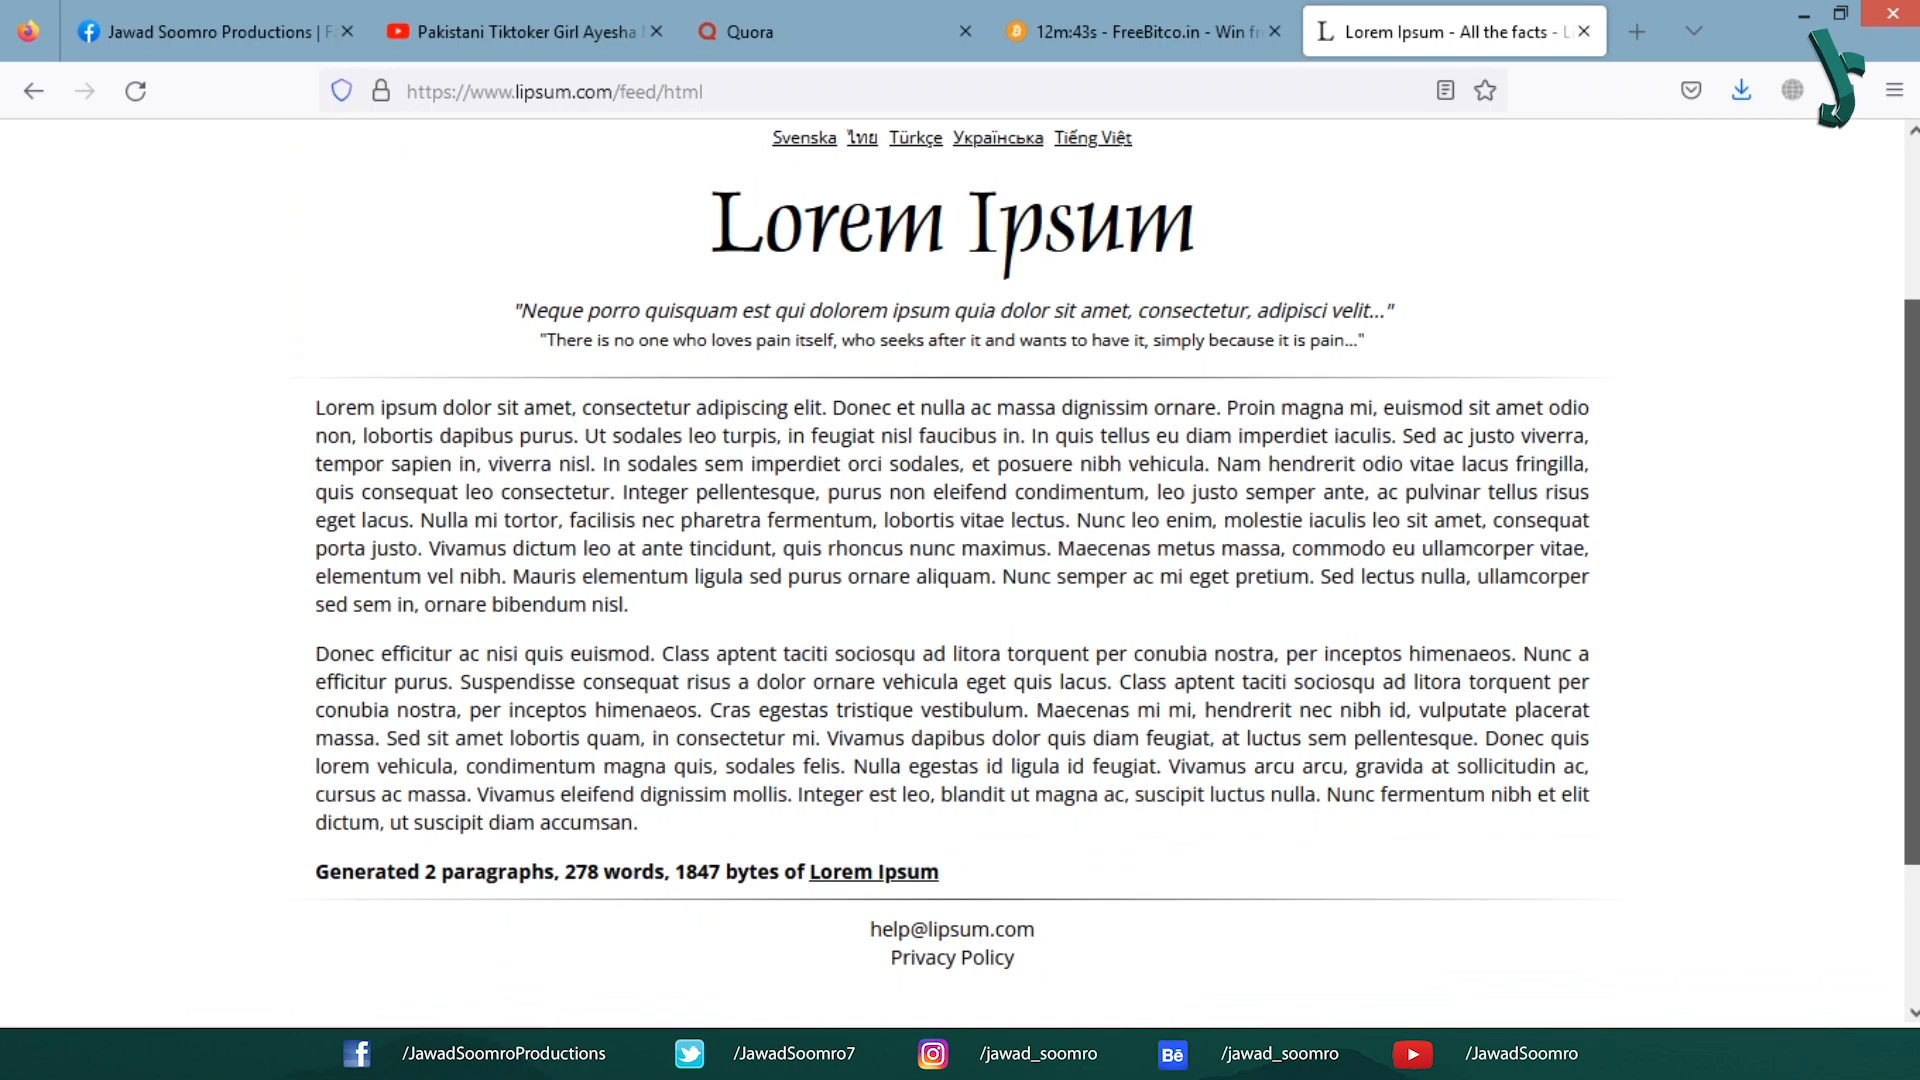 Jawad Soomro Productions | F
Pakistani Tiktoker Girl Ayesha
Quora
12m:43s - FreeBitco.in - Win fr
Lorem Ipsum - All the facts - L
https://www.lipsum.com/feed/html
Svenska ไทย Türkçe Українська Tiếng Việt
Lorem Ipsum
"Neque porro quisquam est qui dolorem ipsum quia dolor sit amet, consectetur, adipisci velit..."
"There is no one who loves pain itself, who seeks after it and wants to have it, simply because it is pain..."
Lorem ipsum dolor sit amet, consectetur adipiscing elit. Donec et nulla ac massa dignissim ornare. Proin magna mi, euismod sit amet odio
non, lobortis dapibus purus. Ut sodales leo turpis, in feugiat nisl faucibus in. In quis tellus eu diam imperdiet iaculis. Sed ac justo viverra,
tempor sapien in, viverra nisl. In sodales sem imperdiet orci sodales, et posuere nibh vehicula. Nam hendrerit odio vitae lacus fringilla,
quis consequat leo consectetur. Integer pellentesque, purus non eleifend condimentum, leo justo semper ante, ac pulvinar tellus risus
eget lacus. Nulla mi tortor, facilisis nec pharetra fermentum, lobortis vitae lectus. Nunc leo enim, molestie iaculis leo sit amet, consequat
porta justo. Vivamus dictum leo at ante tincidunt, quis rhoncus nunc maximus. Maecenas metus massa, commodo eu ullamcorper vitae,
elementum vel nibh. Mauris elementum ligula sed purus ornare aliquam. Nunc semper ac mi eget pretium. Sed lectus nulla, ullamcorper
sed sem in, ornare bibendum nisl.
Donec efficitur ac nisi quis euismod. Class aptent taciti sociosqu ad litora torquent per conubia nostra, per inceptos himenaeos. Nunc a
efficitur purus. Suspendisse consequat risus a dolor ornare vehicula eget quis lacus. Class aptent taciti sociosqu ad litora torquent per
conubia nostra, per inceptos himenaeos. Cras egestas tristique vestibulum. Maecenas mi mi, hendrerit nec nibh id, vulputate placerat
massa. Sed sit amet lobortis quam, in consectetur mi. Vivamus dapibus dolor quis diam feugiat, at luctus sem pellentesque. Donec quis
lorem vehicula, condimentum magna quis, sodales felis. Nulla egestas id ligula id feugiat. Vivamus arcu arcu, gravida at sollicitudin ac,
cursus ac massa. Vivamus eleifend dignissim mollis. Integer est leo, blandit ut magna ac, suscipit luctus nulla. Nunc fermentum nibh et elit
dictum, ut suscipit diam accumsan.
Generated 2 paragraphs, 278 words, 1847 bytes of Lorem Ipsum
help@lipsum.com
Privacy Policy
/JawadSoomroProductions
/JawadSoomro7
/jawad_soomro
Bē
/jawad_soomro
/JawadSoomro